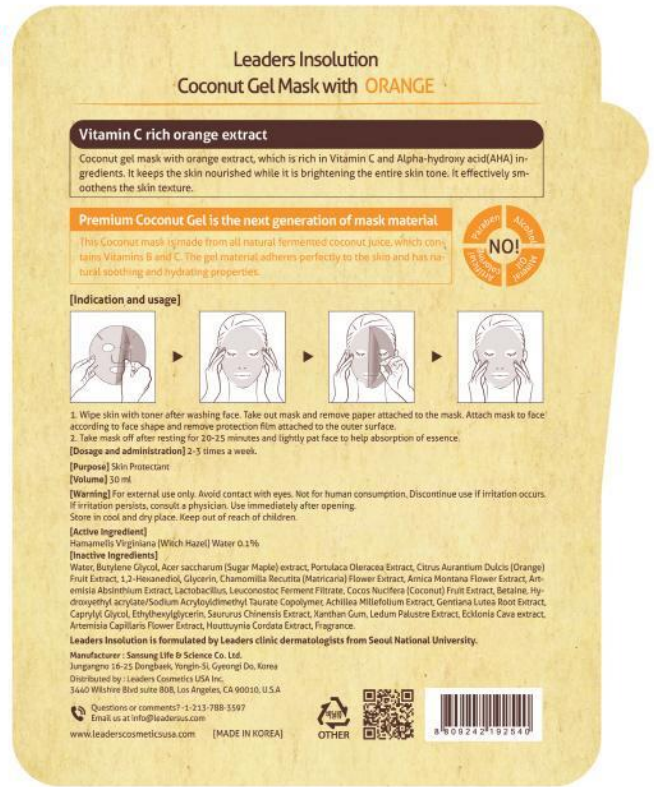 Leaders Insolution
Coconut Gel Mask with ORANGE
Vitamin C rich orange extract
Coconut gel mask with orange extract, which is rich in Vitamin C and Alpha-hydroxy acid(AHA) in-
gredients. It keeps the skin nourished while it is brightening the entire skin tone. It effectively sm-
oothens the skin texture.
Premium Coconut Gel is the next generation of mask material
This Coconut mask is made from all natural fermented coconut juice, which con-
tains Vitamins B and C. The gel material adheres perfectly to the skin and has na-
tural soothing and hydrating properties.
Paraben
Alcohol
NO!
Artificial
Coloring
Mineral
Oil
[Indication and usage]
1. Wipe skin with toner after washing face. Take out mask and remove paper attached to the mask. Attach mask to face
according to face shape and remove protection film attached to the outer surface.
2. Take mask off after resting for 20-25 minutes and lightly pat face to help absorption of essence.
[Dosage and administration] 2-3 times a week.
[Purpose] Skin Protectant
[Volume] 30 ml
[Warning] For external use only. Avoid contact with eyes. Not for human consumption. Discontinue use if irritation occurs.
If irritation persists, consult a physician. Use immediately after opening.
Store in cool and dry place. Keep out of reach of children.
[Active Ingredient]
Hamamelis Virginiana (Witch Hazel) Water 0.1%
[Inactive Ingredients]
Water, Butylene Glycol, Acer saccharum (Sugar Maple) extract, Portulaca Oleracea Extract, Citrus Aurantium Dulcis (Orange)
Fruit Extract, 1,2-Hexanediol, Glycerin, Chamomilla Recutita (Matricaria) Flower Extract, Arnica Montana Flower Extract, Art-
emisia Absinthium Extract, Lactobacillus, Leuconostoc Ferment Filtrate, Cocos Nucifera (Coconut) Fruit Extract, Betaine, Hy-
droxyethyl acrylate/Sodium Acryloyldimethyl Taurate Copolymer, Achillea Millefolium Extract, Gentiana Lutea Root Extract,
Caprylyl Glycol, Ethylhexylglycerin, Saururus Chinensis Extract, Xanthan Gum, Ledum Palustre Extract, Ecklonia Cava extract,
Artemisia Capillaris Flower Extract, Houttuynia Cordata Extract, Fragrance.
Leaders Insolution is formulated by Leaders clinic dermatologists from Seoul National University.
Manufacturer : Sansung Life & Science Co. Ltd.
Jungangno 16-25 Dongbaek, Yongin-Si, Gyeongi Do, Korea
Distributed by : Leaders Cosmetics USA Inc.
3440 Wilshire Blvd suite 808, Los Angeles, CA 90010, U.S.A
Questions or comments? -1-213-788-3397
Email us at info@leadersus.com
www.leaderscosmeticsusa.com [MADE IN KOREA]
OTHER
8 809242 192540